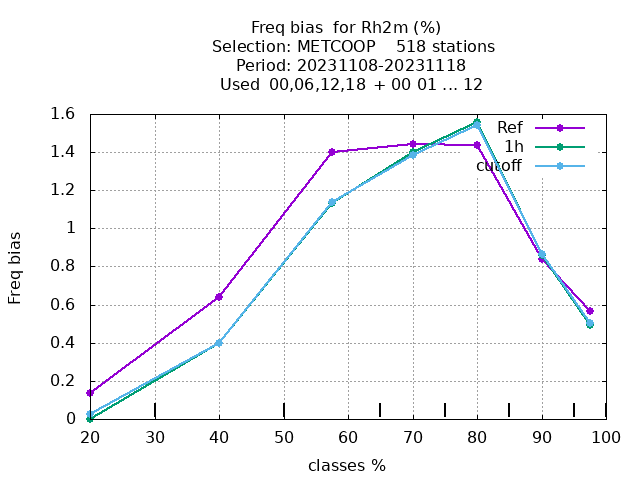 Freq bias  for Rh2m (%)
Selection: METCOOP    518 stations
Period: 20231108-20231118
Used  00,06,12,18  + 00 01 ... 12
1.6
1.4
1.2
1
0.8
0.6
0.4
0.2
0
Freq bias
Ref
1h
cutoff
20 30 40 50 60 70 80 90 100
classes %